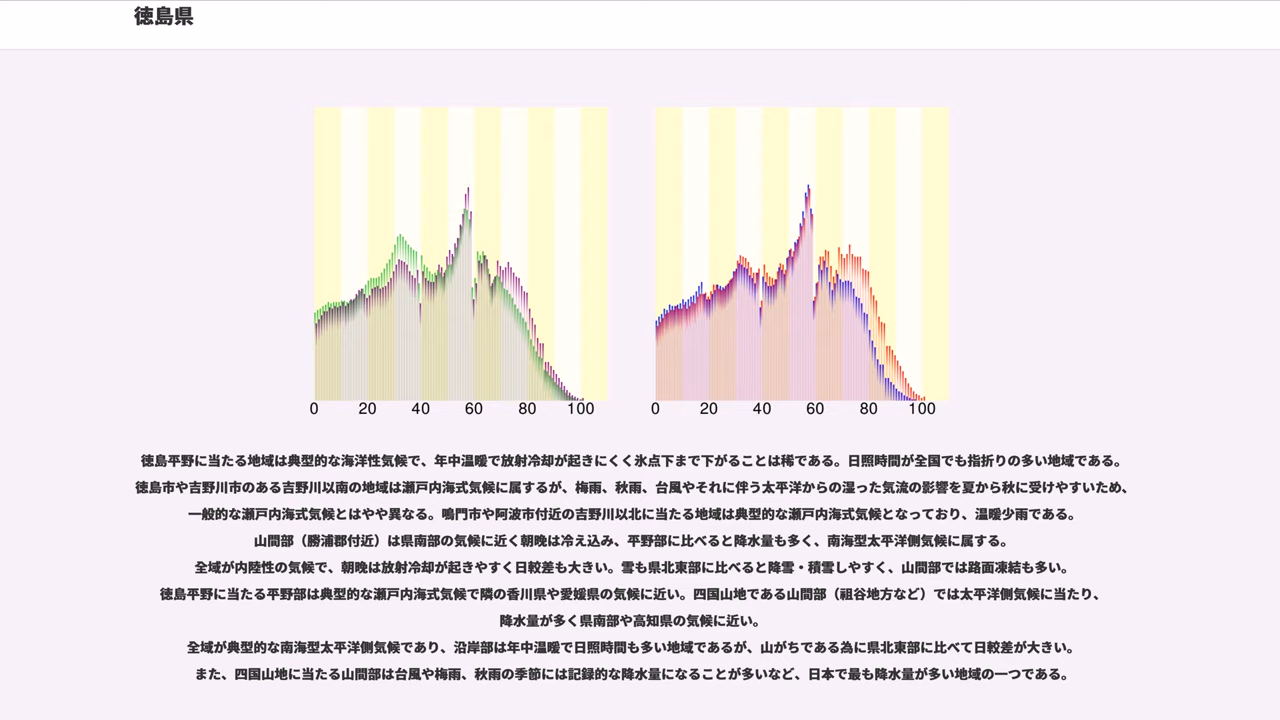 徳島県
0 20 40 60 80 100
0 20 40 60 80 100
徳島平野に当たる地域は典型的な海洋性気候で、年中温暖で放射冷却が起きにくく氷点下まで下がることは稀である。日照時間が全国でも指折りの多い地域である。
徳島市や吉野川市のある吉野川以南の地域は瀬戸内海式気候に属するが、梅雨、秋雨、台風やそれに伴う太平洋からの湿った気流の影響を夏から秋に受けやすいため、
一般的な瀬戸内海式気候とはやや異なる。鳴門市や阿波市付近の吉野川以北に当たる地域は典型的な瀬戸内海式気候となっており、温暖少雨である。
山間部（勝浦郡付近）は県南部の気候に近く朝晩は冷え込み、平野部に比べると降水量も多く、南海型太平洋側気候に属する。
全域が内陸性の気候で、朝晩は放射冷却が起きやすく日較差も大きい。雪も県北東部に比べると降雪・積雪しやすく、山間部では路面凍結も多い。
徳島平野に当たる平野部は典型的な瀬戸内海式気候で隣の香川県や愛媛県の気候に近い。四国山地である山間部（祖谷地方など）では太平洋側気候に当たり、
降水量が多く県南部や高知県の気候に近い。
全域が典型的な南海型太平洋側気候であり、沿岸部は年中温暖で日照時間も多い地域であるが、山がちである為に県北東部に比べて日較差が大きい。
また、四国山地に当たる山間部は台風や梅雨、秋雨の季節には記録的な降水量になることが多いなど、日本で最も降水量が多い地域の一つである。